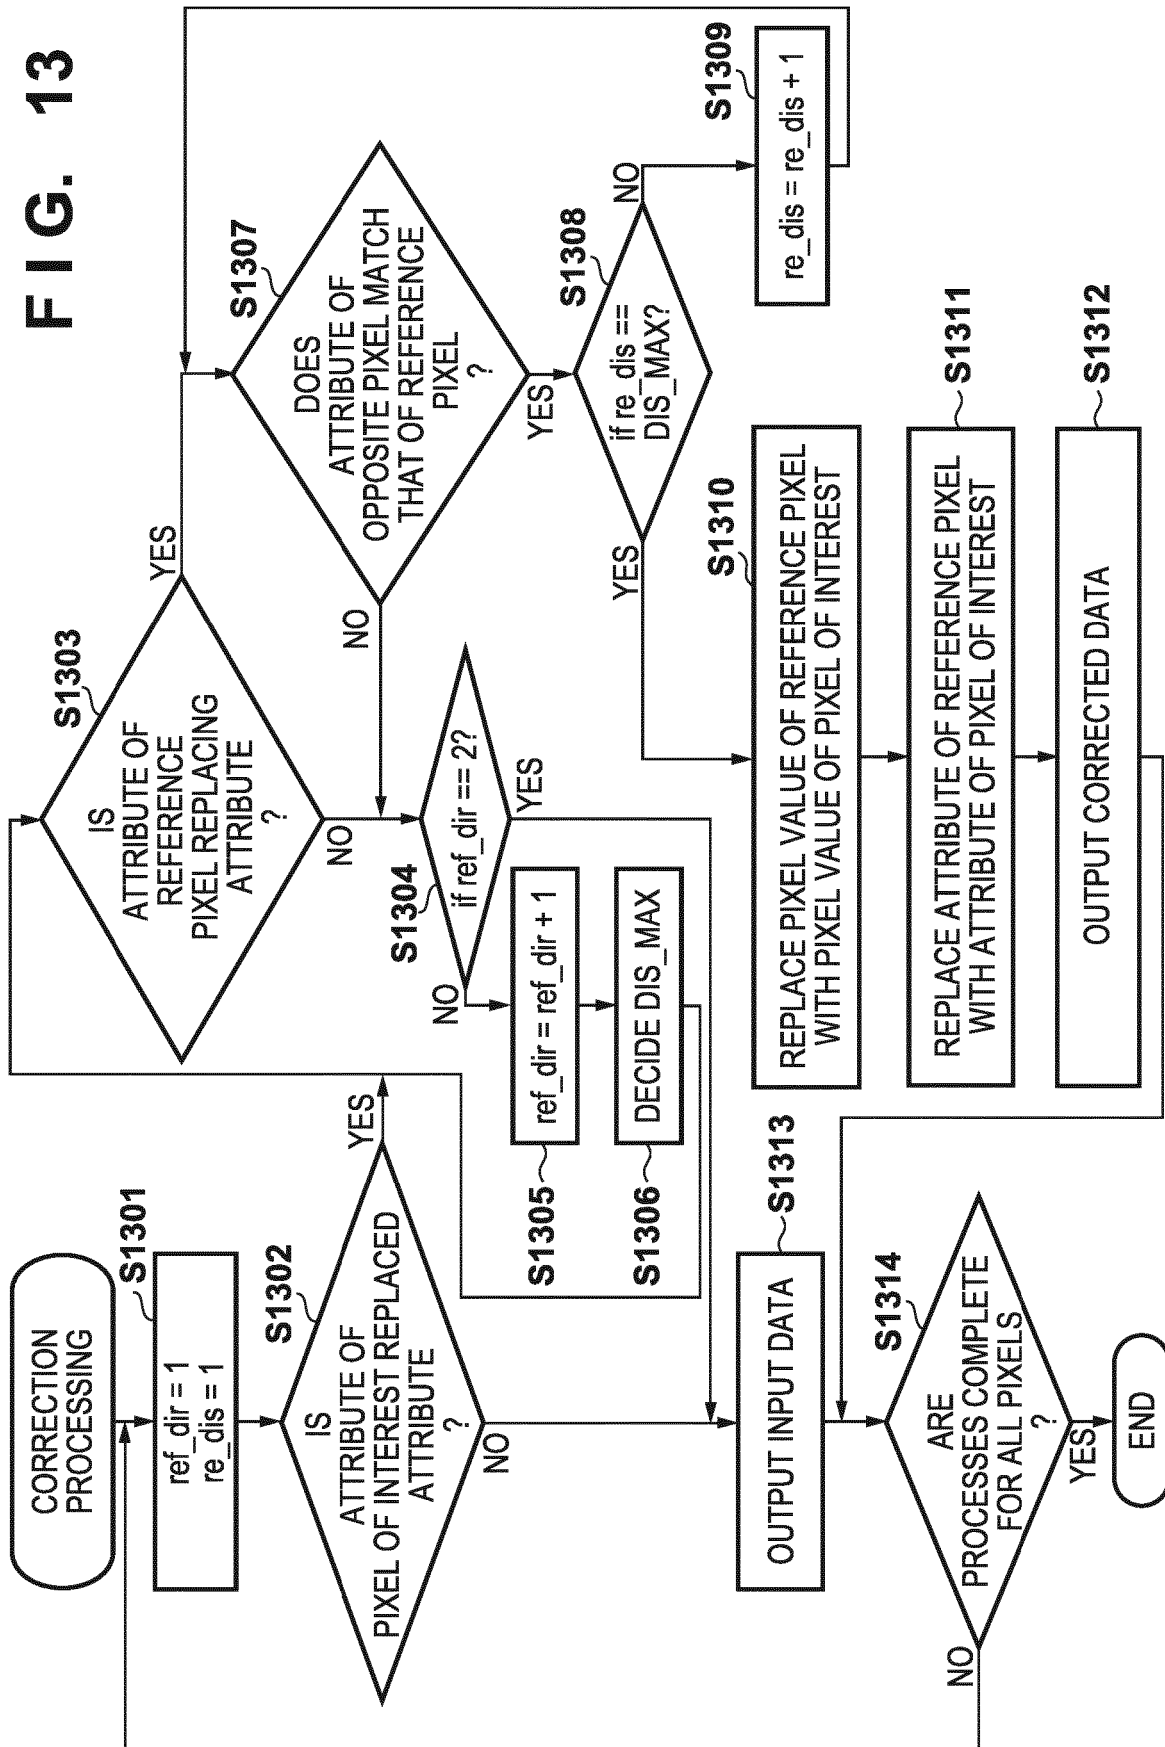 FIG. 13
CORRECTION
PROCESSING
S1301
ref_dir = 1
re_dis = 1
S1302
IS
ATTRIBUTE OF
PIXEL OF INTEREST REPLACED
ATTRIBUTE
?
YES
NO
S1303
IS
ATTRIBUTE OF
REFERENCE
PIXEL REPLACING
ATTRIBUTE
?
YES
NO
S1304
if ref_dir == 2?
YES
NO
S1305
ref_dir = ref_dir + 1
S1306
DECIDE DIS_MAX
S1307
DOES
ATTRIBUTE OF
OPPOSITE PIXEL MATCH
THAT OF REFERENCE
PIXEL
?
NO
YES
S1308
if re_dis ==
DIS_MAX?
NO
YES
S1309
re_dis = re_dis + 1
S1310
REPLACE PIXEL VALUE OF REFERENCE PIXEL
WITH PIXEL VALUE OF PIXEL OF INTEREST
S1311
REPLACE ATTRIBUTE OF REFERENCE PIXEL
WITH ATTRIBUTE OF PIXEL OF INTEREST
S1312
OUTPUT CORRECTED DATA
S1313
OUTPUT INPUT DATA
S1314
ARE
PROCESSES COMPLETE
FOR ALL PIXELS
?
NO
YES
END